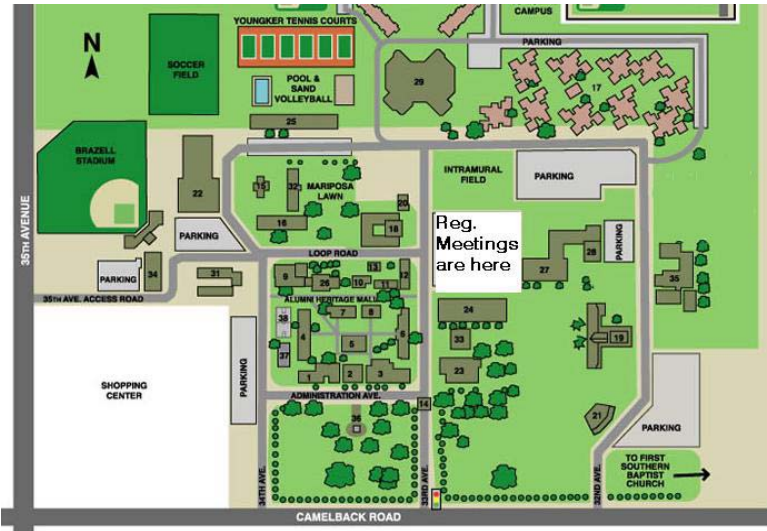 CAMPUS
YOUNGKER TENNIS COURTS
N
PARKING
SOCCER
FIELD
POOL &
SAND
VOLLEYBALL
29
17
25
BRAZELL
STADIUM
22
15
32
MARIPOSA
LAWN
INTRAMURAL
FIELD
PARKING
20
16
18
Reg.
Meetings
are here
PARKING
28
PARKING
LOOP ROAD
35TH AVENUE
PARKING
34
31
9
26
13
10
11
12
27
35
35TH AVE. ACCESS ROAD
ALUMNI HERITAGE MALL
38
4
7
8
6
24
37
5
33
19
PARKING
SHOPPING
CENTER
1
2
3
23
ADMINISTRATION AVE.
14
36
21
PARKING
34TH AVE.
33RD AVE.
32ND AVE.
TO FIRST
SOUTHERN
BAPTIST
CHURCH
CAMELBACK ROAD